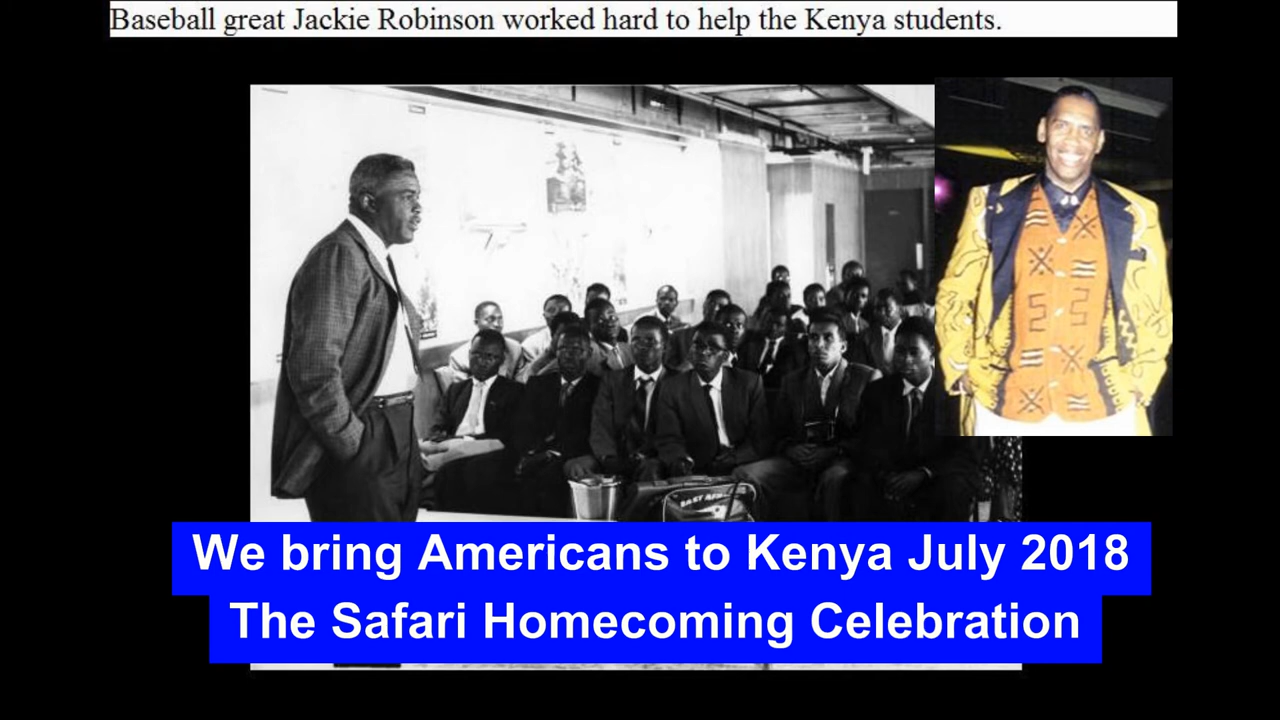 Baseball great Jackie Robinson worked hard to help the Kenya students.
We bring Americans to Kenya July 2018
The Safari Homecoming Celebration